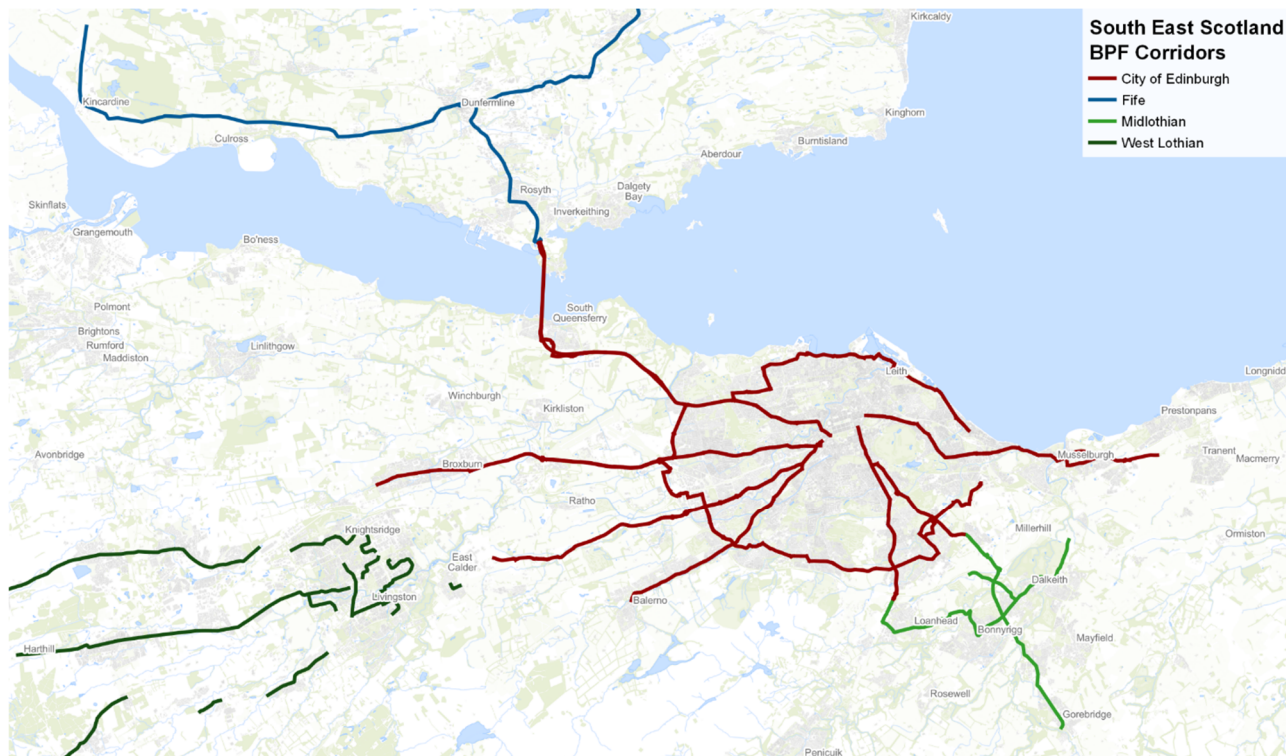 South East Scotland
BPF Corridors
City of Edinburgh
Fife
Midlothian
West Lothian
Kirkcaldy
Kincardine
Dunfermline
Kinghorn
Culross
Burntisland
Aberdour
Rosyth
Dalgety
Bay
Skinflats
Inverkeithing
Grangemouth
Bo'ness
Polmont
South
Queensferry
Brightons
Rumford
Maddiston
Linlithgow
Leith
Longnidd
Winchburgh
Kirkliston
Prestonpans
Avonbridge
Broxburn
Musselburgh
Tranent
Macmerry
Ratho
Knightsridge
Millerhill
Ormiston
East
Calder
Dalkeith
Livingston
Balerno
Loanhead
Bonnyrigg
Mayfield
Harthill
Rosewell
Gorebridge
Penicuik